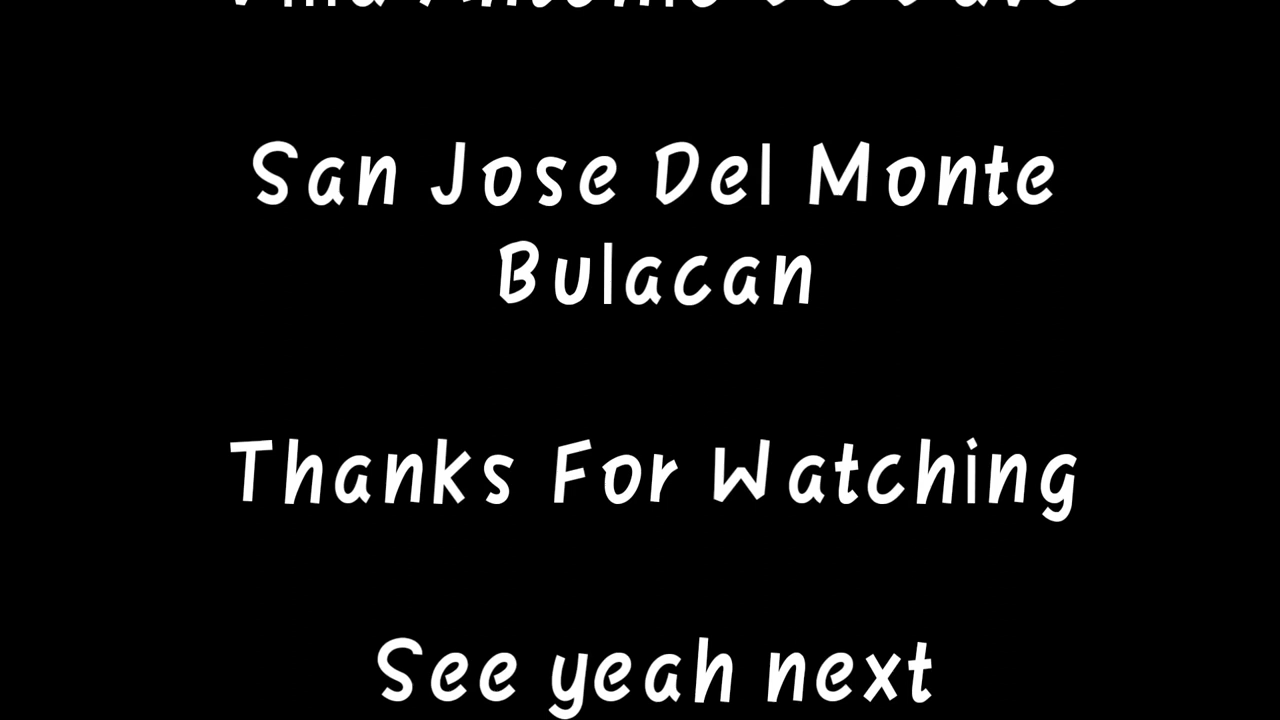 San Jose Del Monte
Bulacan
Thanks For Watching
See yeah next